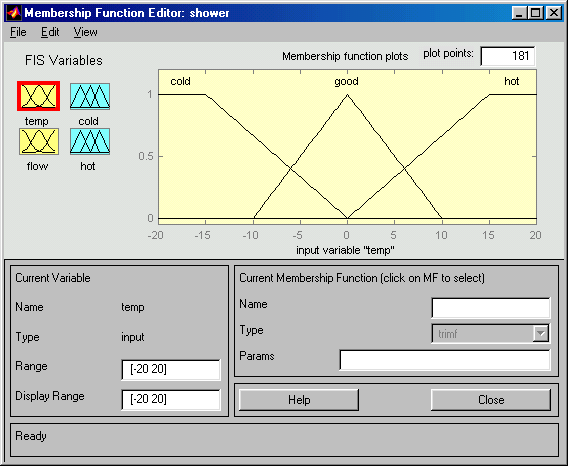 Membership Function Editor: shower
File Edit View
FIS Variables
Membership function plots plot points: 181
temp cold
flow hot
cold good hot
1
0.5
0
-20 -15 -10 -5 0 5 10 15 20
input variable "temp"
Current Variable
Name temp
Type input
Range [-20 20]
Display Range [-20 20]
Current Membership Function (click on MF to select)
Name
Type trimf
Params
Help Close
Ready